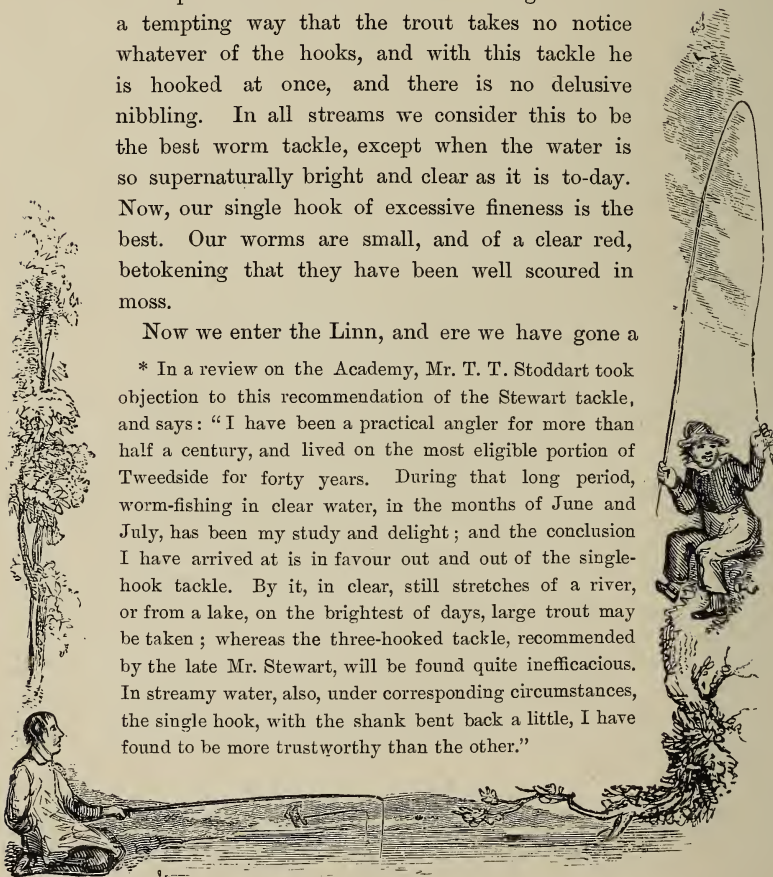 a tempting way that the trout takes no notice
whatever of the hooks, and with this tackle he
is hooked at once, and there is no delusive
nibbling. In all streams we consider this to be
the best worm tackle, except when the water is
so supernaturally bright and clear as it is to-day.
Now, our single hook of excessive fineness is the
best. Our worms are small, and of a clear red,
betokening that they have been well scoured in
moss.
Now we enter the Linn, and ere we have gone a
* In a review on the Academy, Mr. T. T. Stoddart took
objection to this recommendation of the Stewart tackle,
and says: “I have been a practical angler for more than
half a century, and lived on the most eligible portion of
Tweedside for forty years. During that long period,
worm-fishing in clear water, in the months of June and
July, has been my study and delight; and the conclusion
I have arrived at is in favour out and out of the single-
hook tackle. By it, in clear, still stretches of a river,
or from a lake, on the brightest of days, large trout may
be taken; whereas the three-hooked tackle, recommended
by the late Mr. Stewart, will be found quite inefficacious.
In streamy water, also, under corresponding circumstances,
the single hook, with the shank bent back a little, I have
found to be more trustworthy than the other.”